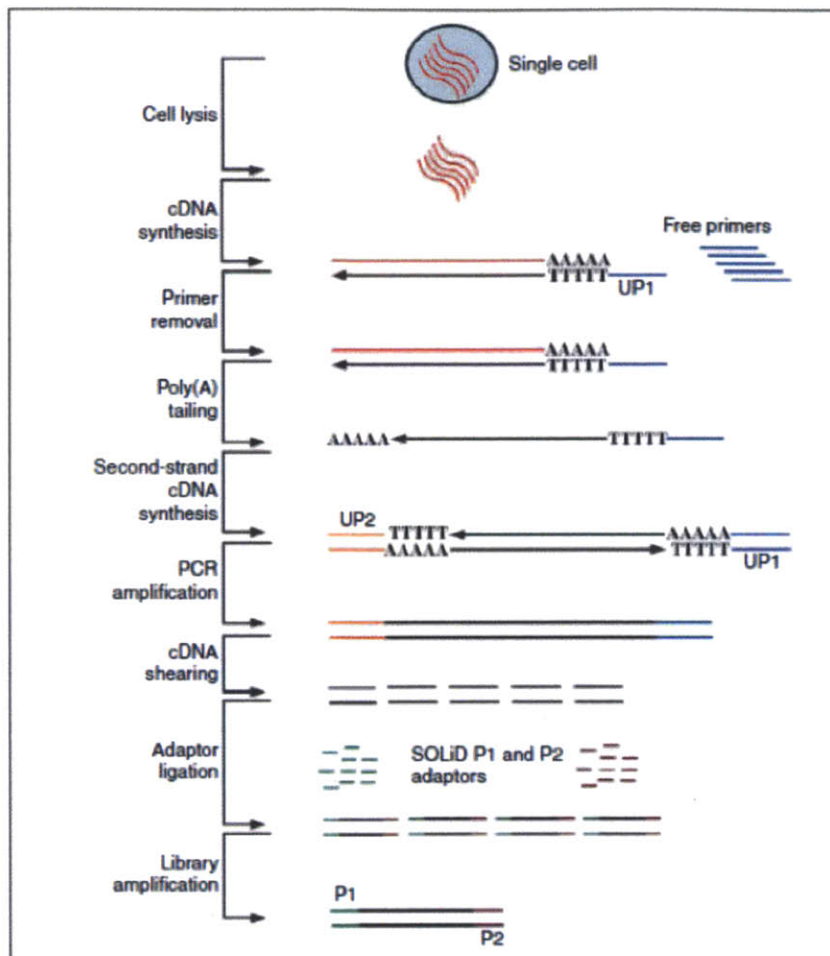 Single cell
Cell lysis
cDNA
synthesis
Free primers
AAAAA
TTTTT
UP1
Primer
removal
AAAAA
TTTTT
Poly(A)
tailing
AAAAA
TTTTT
Second-strand
cDNA
synthesis
UP2
TTTTT
AAAAA
AAAAA
TTTTT
UP1
PCR
amplification
cDNA
shearing
Adaptor
ligation
SOLiD P1 and P2
adaptors
Library
amplification
P1
P2